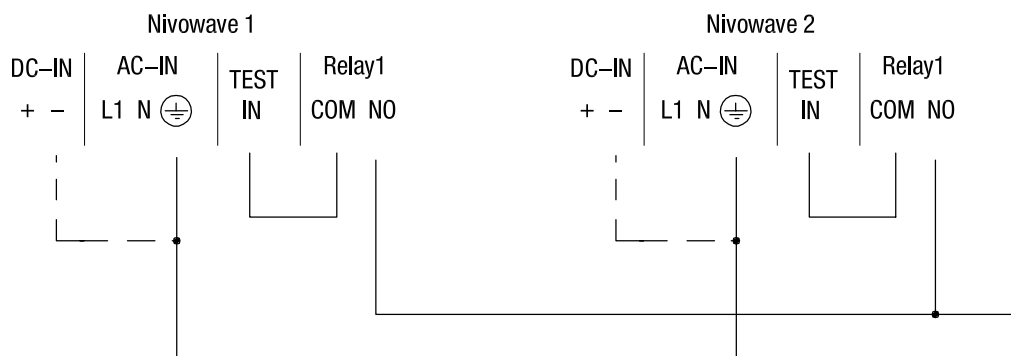 Nivowave 1
DC–IN AC–IN TEST Relay1
+ – L1 N IN COM NO
Nivowave 2
DC–IN AC–IN TEST Relay1
+ – L1 N IN COM NO